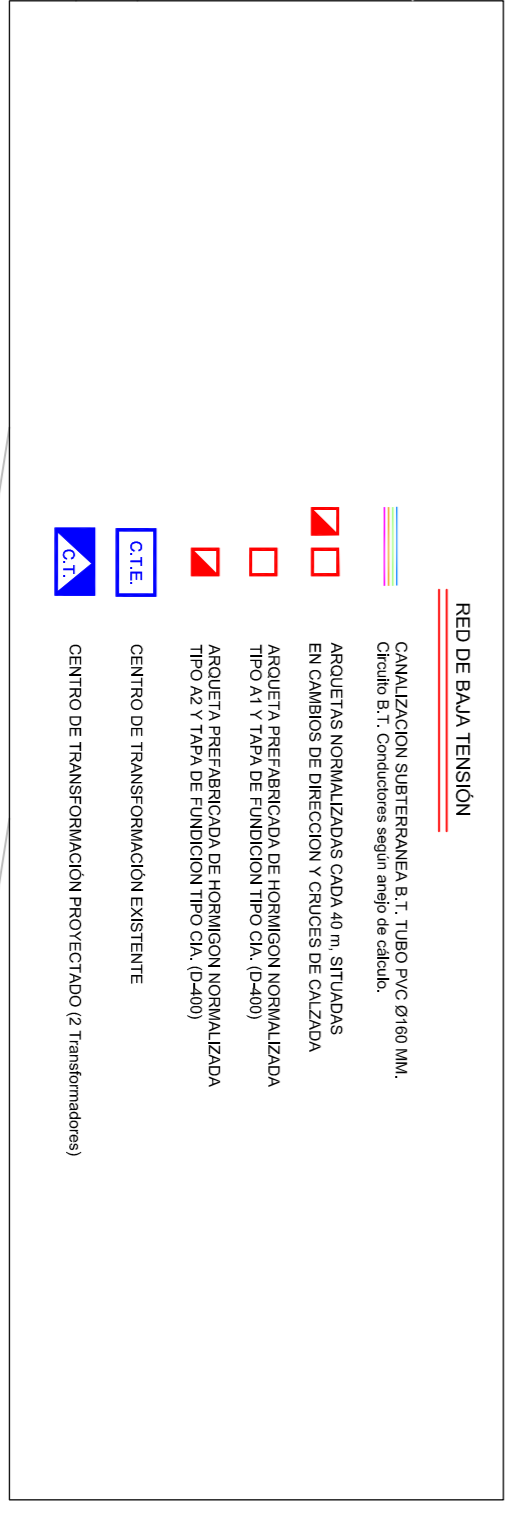 RED DE BAJA TENSIÓN
CANALIZACION SUBTERRANEA B.T. TUBO PVC Ø160 MM.
Circuito B.T. Conductores según anejo de cálculo.
ARQUETAS NORMALIZADAS CADA 40 m, SITUADAS
EN CAMBIOS DE DIRECCION Y CRUCES DE CALZADA
ARQUETA PREFABRICADA DE HORMIGON NORMALIZADA
TIPO A1 Y TAPA DE FUNDICION TIPO CIA. (D-400)
ARQUETA PREFABRICADA DE HORMIGON NORMALIZADA
TIPO A2 Y TAPA DE FUNDICION TIPO CIA. (D-400)
C.T.E.
CENTRO DE TRANSFORMACIÓN EXISTENTE
C.T.
CENTRO DE TRANSFORMACIÓN PROYECTADO (2 Transformadores)